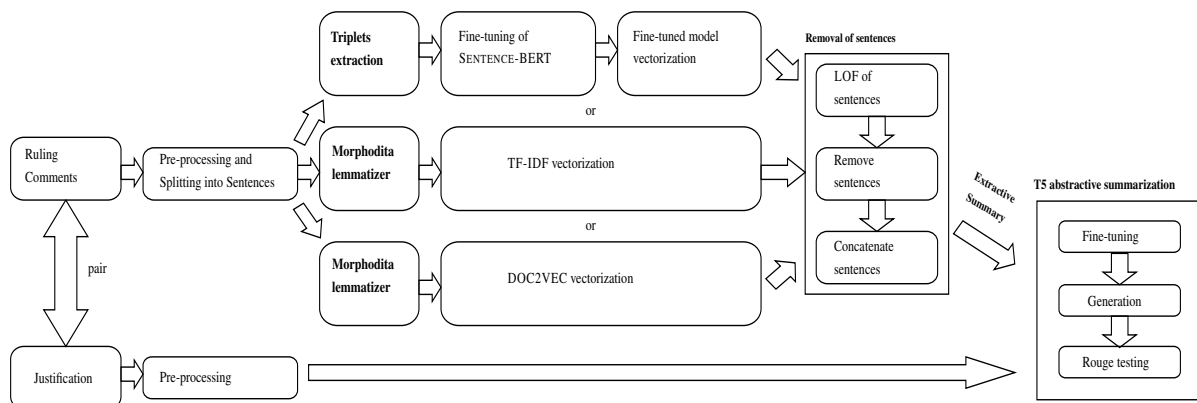 Triplets
extraction
Fine-tuning of
SENTENCE-BERT
Fine-tuned model
vectorization
Removal of sentences
LOF of
sentences
or
Ruling
Comments
Pre-processing and
Splitting into Sentences
Morphodita
lemmatizer
TF-IDF vectorization
Remove
sentences
Extractive
Summary
T5 abstractive summarization
or
pair
Morphodita
lemmatizer
DOC2VEC vectorization
Concatenate
sentences
Fine-tuning
Generation
Rouge testing
Justification
Pre-processing